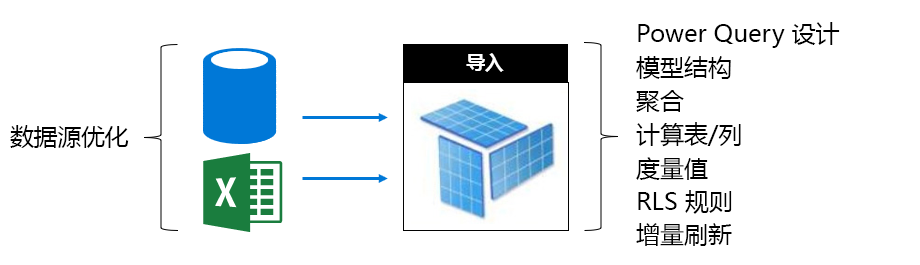 数据源优化
X
导入
Power Query 设计
模型结构
聚合
计算表/列
度量值
RLS 规则
增量刷新